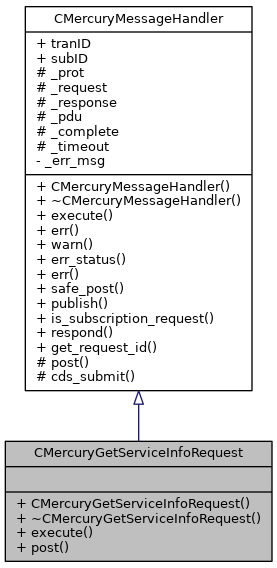 CMercuryMessageHandler
+ tranID
+ subID
# _prot
# _request
# _response
# _pdu
# _complete
# _timeout
- _err_msg
+ CMercuryMessageHandler()
+ ~CMercuryMessageHandler()
+ execute()
+ err()
+ warn()
+ err_status()
+ err()
+ safe_post()
+ publish()
+ is_subscription_request()
+ respond()
+ get_request_id()
# post()
# cds_submit()
CMercuryGetServiceInfoRequest
+ CMercuryGetServiceInfoRequest()
+ ~CMercuryGetServiceInfoRequest()
+ execute()
+ post()